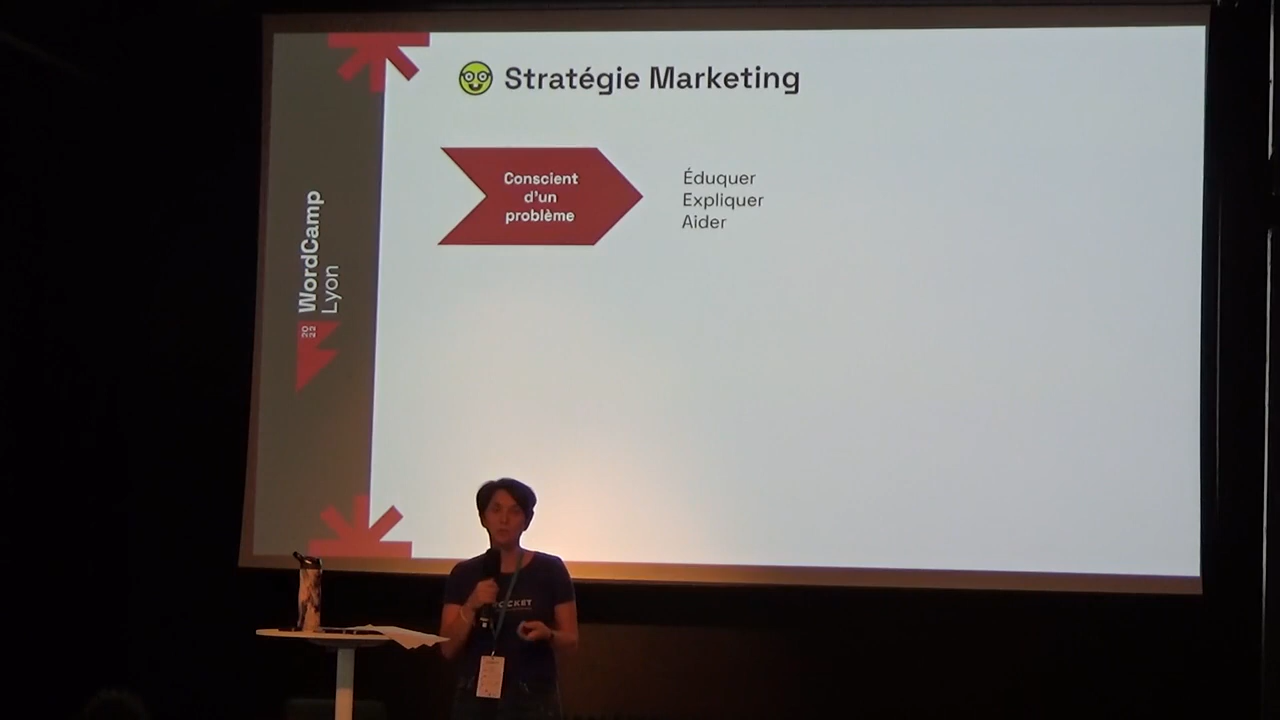 Stratégie Marketing
Conscient
d'un
problème
Éduquer
Expliquer
Aider
WordCamp
Lyon
20
22